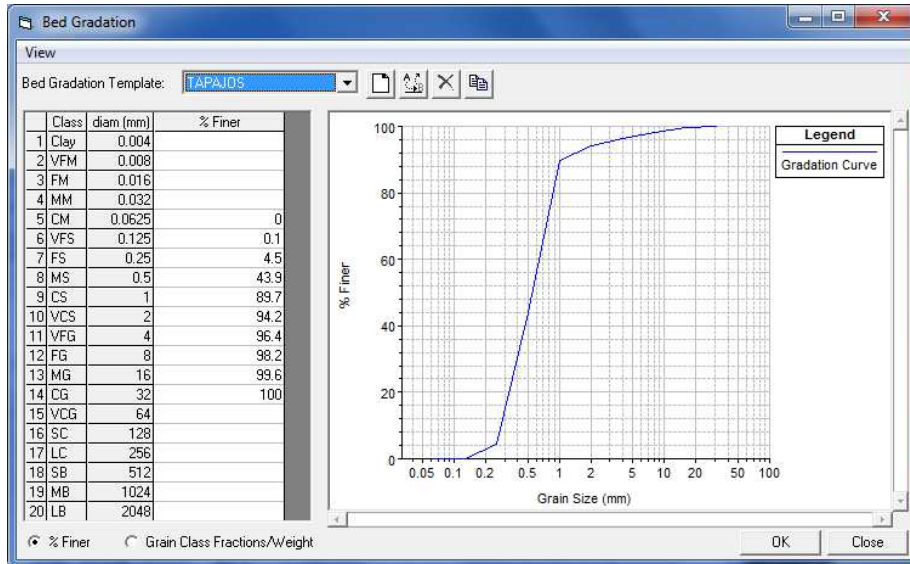 Bed Gradation
View
Bed Gradation Template: TAPAJOS
Class diam (mm) % Finer
1 Clay 0.004
2 VFM 0.008
3 FM 0.016
4 MM 0.032
5 CM 0.0625 0
6 VFS 0.125 0.1
7 FS 0.25 4.5
8 MS 0.5 43.9
9 CS 1 89.7
10 VCS 2 94.2
11 VFG 4 96.4
12 FG 8 98.2
13 MG 16 99.6
14 CG 32 100
15 VCG 64
16 SC 128
17 LC 256
18 SB 512
19 MB 1024
20 LB 2048
% Finer Grain Class Fractions/Weight
100
80
60
40
20
0
% Finer
0.05 0.1 0.2 0.5 1 2 5 10 20 50 100
Grain Size (mm)
Legend
Gradation Curve
OK Close